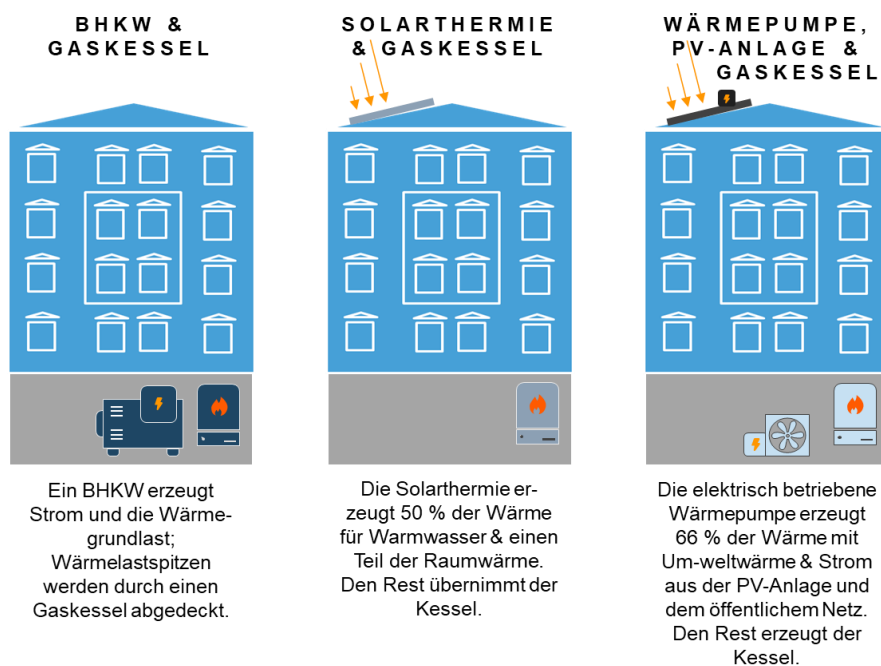 BHKW &
GASKESSEL
Ein BHKW erzeugt
Strom und die Wärme-
grundlast;
Wärmelastspitzen
werden durch einen
Gaskessel abgedeckt.
SOLARTHERMIE
& GASKESSEL
Die Solarthermie er-
zeugt 50 % der Wärme
für Warmwasser & einen
Teil der Raumwärme.
Den Rest übernimmt der
Kessel.
WÄRMEPUMPE,
PV-ANLAGE &
GASKESSEL
Die elektrisch betriebene
Wärmepumpe erzeugt
66 % der Wärme mit
Um-weltwärme & Strom
aus der PV-Anlage und
dem öffentlichem Netz.
Den Rest erzeugt der
Kessel.